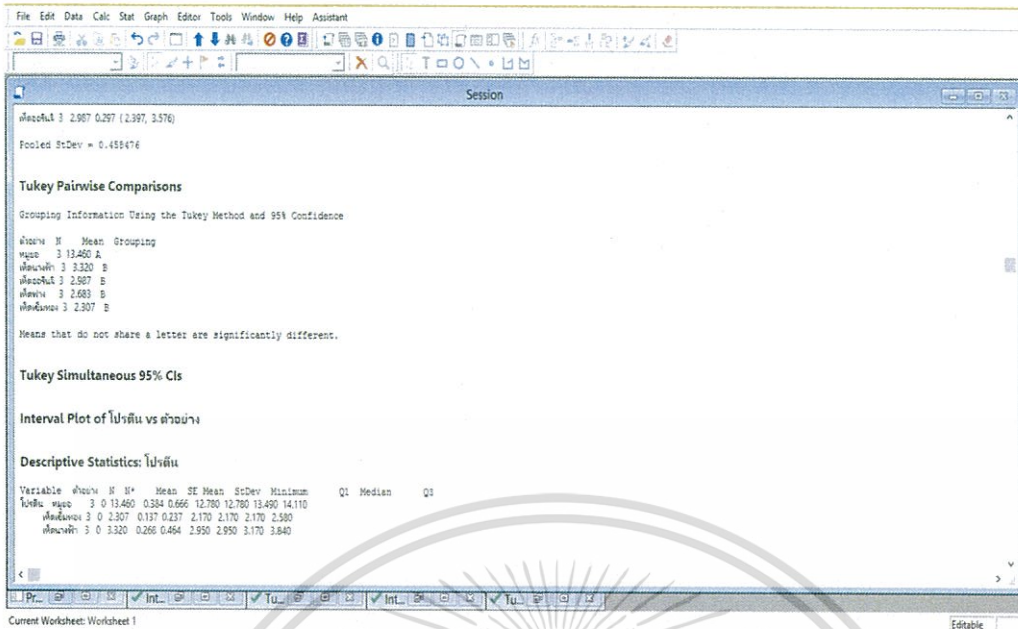 File Edit Data Calc Stat Graph Editor Tools Window Help Assistant
Session
เห็ดออรินจิ 3 2.987 0.297 (2.397, 3.576)
Pooled StDev = 0.458476
Tukey Pairwise Comparisons
Grouping Information Using the Tukey Method and 95% Confidence
ตัวอย่าง N Mean Grouping
หมูยอ 3 13.460 A
เห็ดนางฟ้า 3 3.320 B
เห็ดออรินจิ 3 2.987 B
เห็ดฟาง 3 2.683 B
เห็ดเข็มทอง 3 2.307 B
Means that do not share a letter are significantly different.
Tukey Simultaneous 95% CIs
Interval Plot of โปรตีน vs ตัวอย่าง
Descriptive Statistics: โปรตีน
Variable ตัวอย่าง N N* Mean SE Mean StDev Minimum Q1 Median Q3
โปรตีน หมูยอ 3 0 13.460 0.384 0.666 12.780 12.780 13.490 14.110
เห็ดเข็มทอง 3 0 2.307 0.137 0.237 2.170 2.170 2.170 2.580
เห็ดนางฟ้า 3 0 3.320 0.268 0.464 2.950 2.950 3.170 3.840
Pr... Int... Tu... Int... Tu...
Current Worksheet: Worksheet 1
Editable